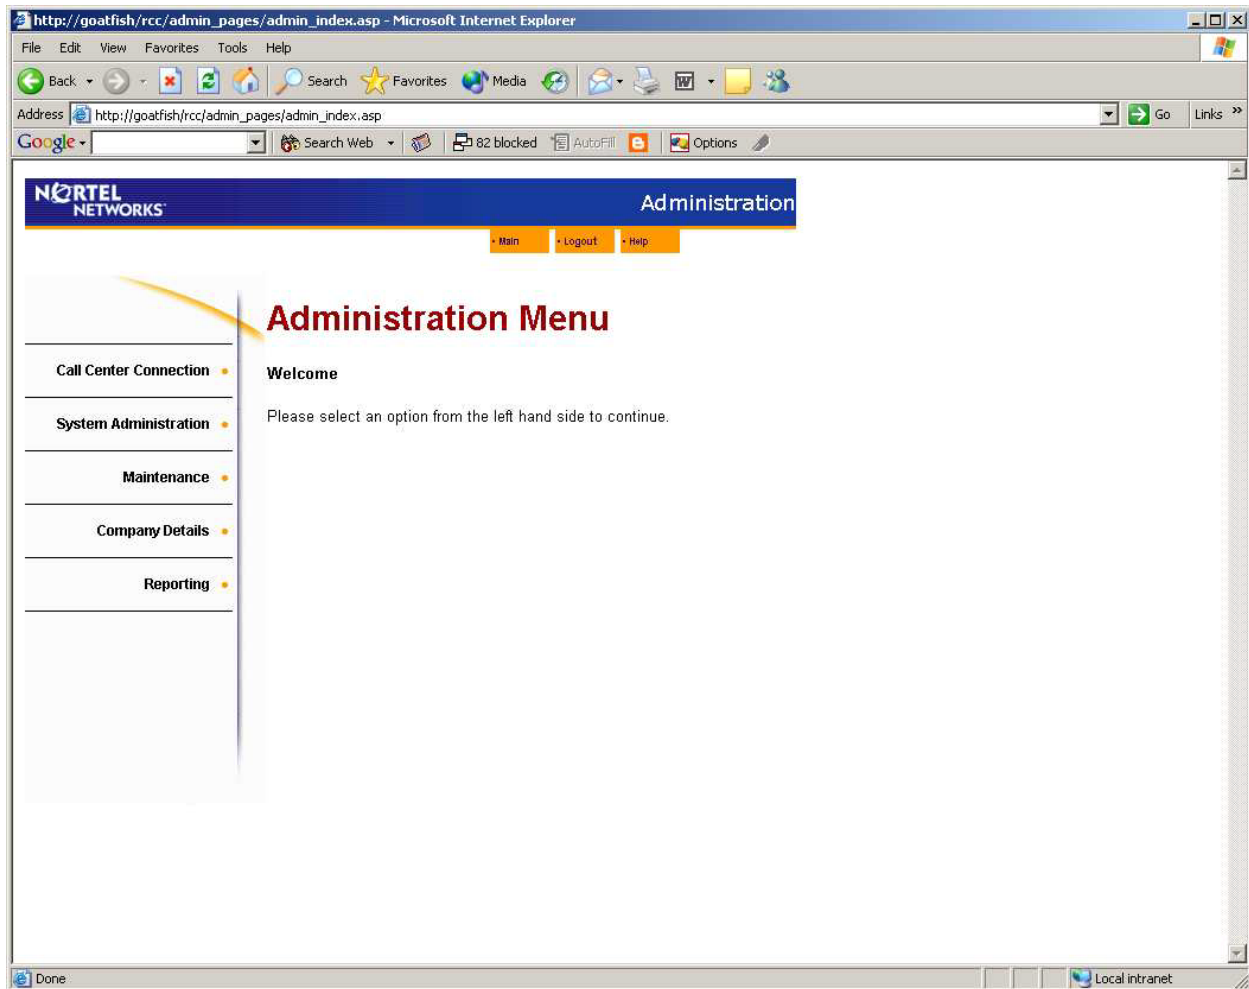 http://goatfish/rcc/admin_pages/admin_index.asp - Microsoft Internet Explorer
File Edit View Favorites Tools Help
Back Search Favorites Media
Address http://goatfish/rcc/admin_pages/admin_index.asp Go Links »
Google Search Web 82 blocked AutoFill Options
NORTEL NETWORKS
Administration
• Main • Logout • Help
Administration Menu
Call Center Connection •
Welcome
System Administration •
Please select an option from the left hand side to continue.
Maintenance •
Company Details •
Reporting •
Done Local intranet